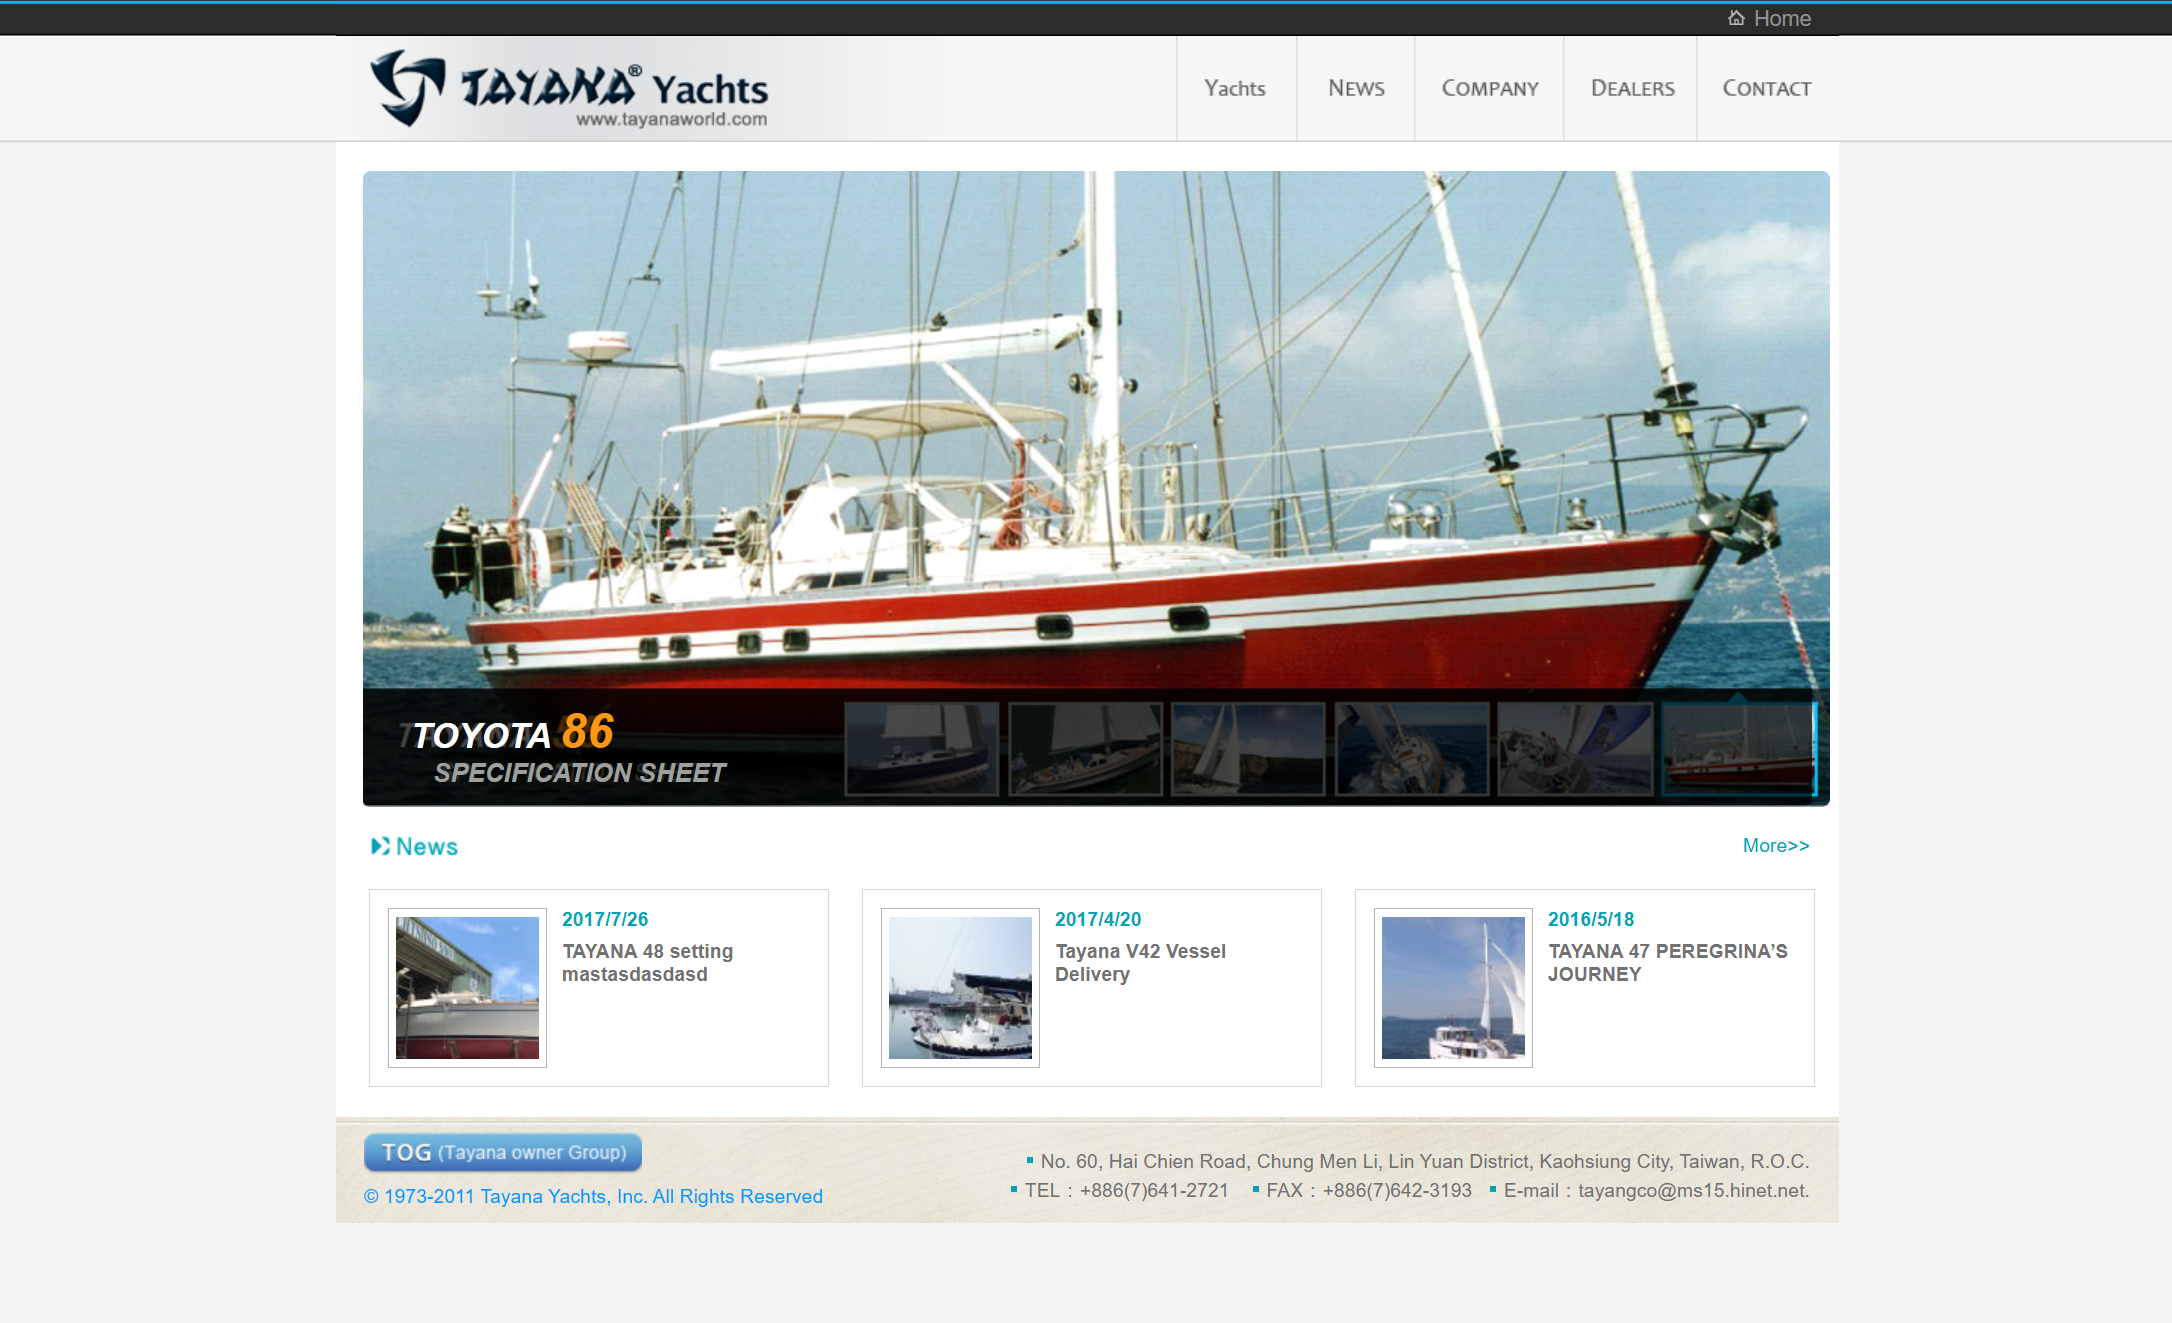 Home
TAYANA® Yachts
www.tayanaworld.com
Yachts
NEWS
COMPANY
DEALERS
CONTACT
TOYOTA 86
SPECIFICATION SHEET
News
More>>
2017/7/26
TAYANA 48 setting
mastasdasdasd
2017/4/20
Tayana V42 Vessel
Delivery
2016/5/18
TAYANA 47 PEREGRINA’S
JOURNEY
TOG (Tayana owner Group)
No. 60, Hai Chien Road, Chung Men Li, Lin Yuan District, Kaohsiung City, Taiwan, R.O.C.
© 1973-2011 Tayana Yachts, Inc. All Rights Reserved
TEL：+886(7)641-2721 FAX：+886(7)642-3193 E-mail：tayangco@ms15.hinet.net.